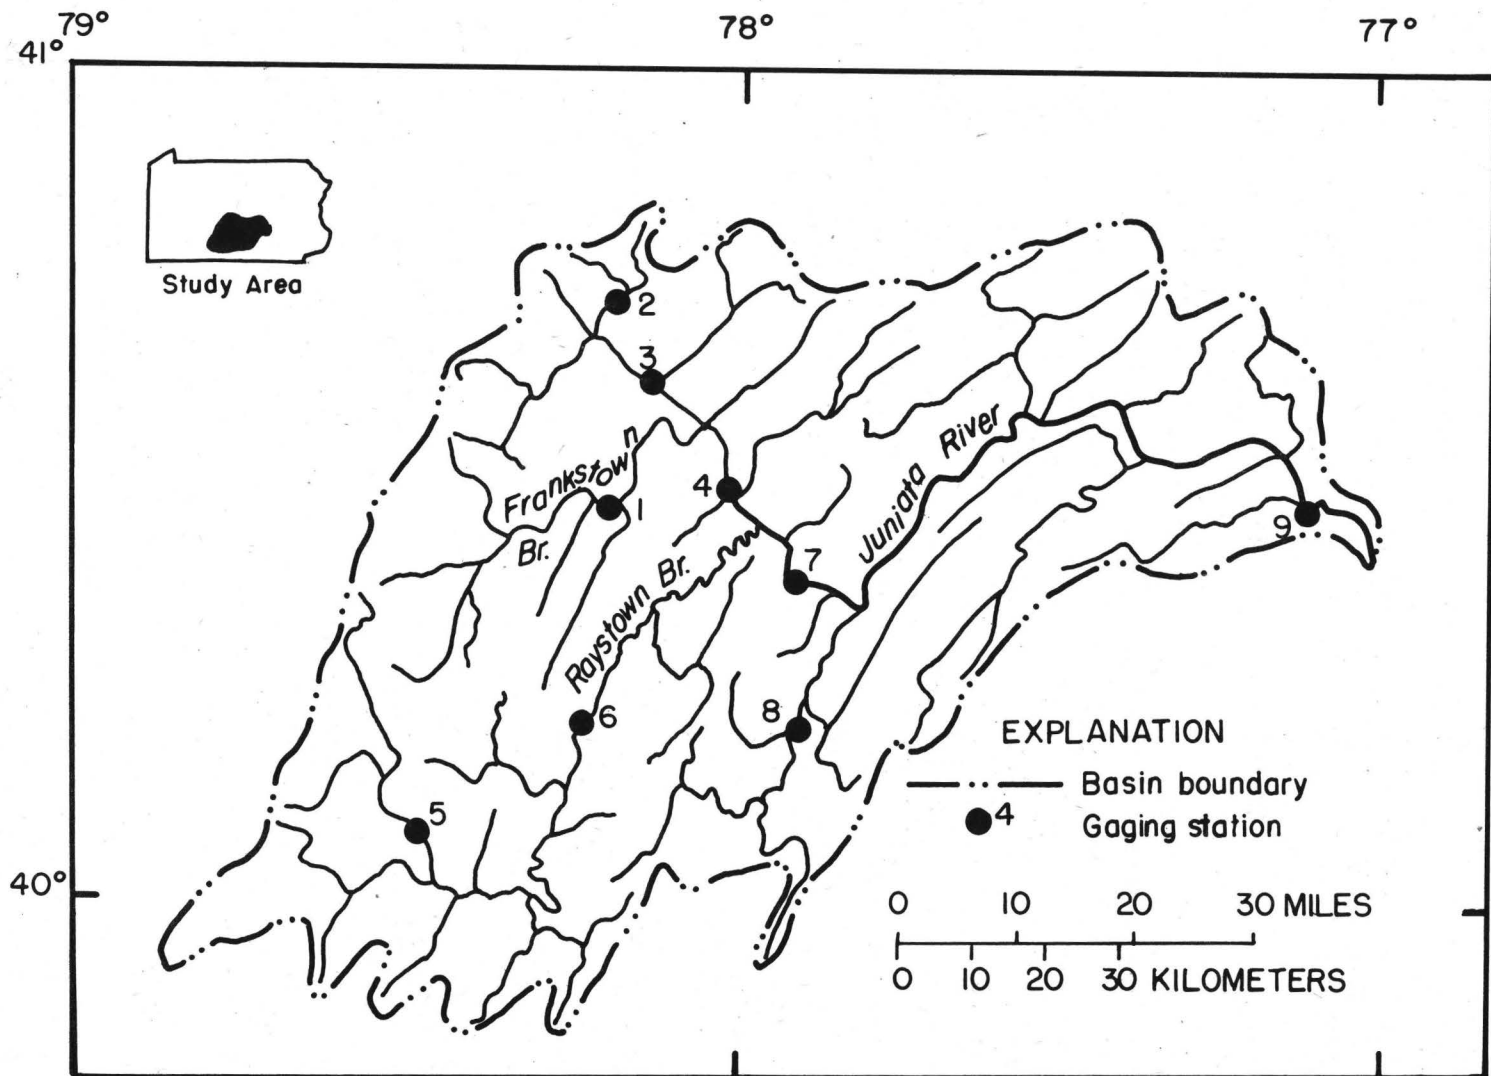 79° 78° 77°
41°
Study Area
2
3
Frankstown
Br.
1
4
Juniata River
9
7
Raystown Br.
6
8
5
EXPLANATION
Basin boundary
4
Gaging station
40°
0 10 20 30 MILES
0 10 20 30 KILOMETERS